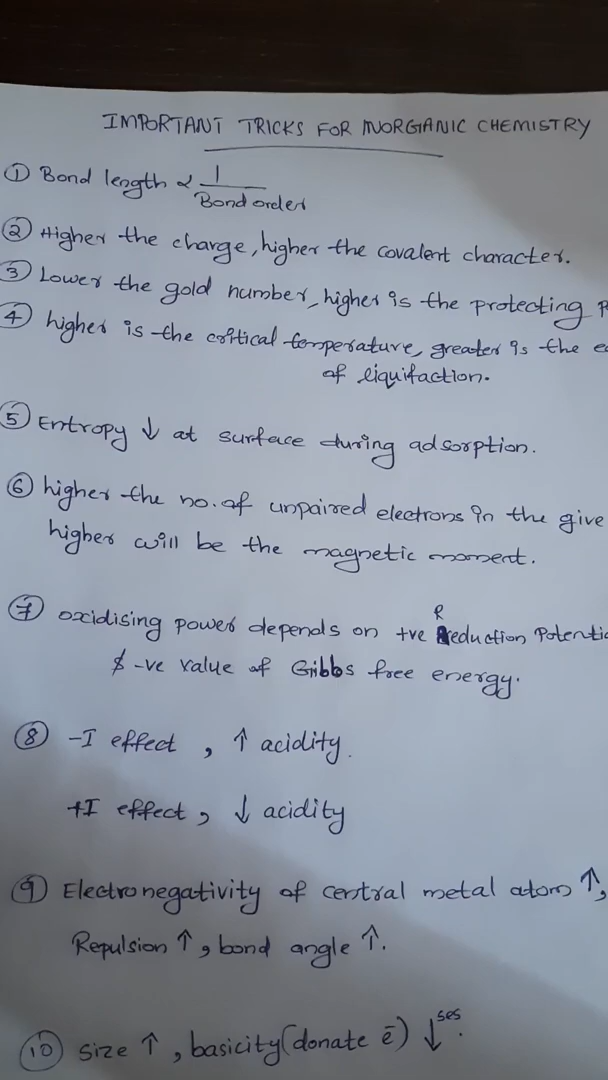 IMPORTANT TRICKS FOR INORGANIC CHEMISTRY
① Bond length ∝ 1/Bond order
② Higher the charge, higher the covalent character.
③ Lower the gold number, higher is the protecting
④ higher is the critical temperature, greater is the
of liquifaction.
⑤ Entropy ↓ at surface during adsorption.
⑥ higher the no. of unpaired electrons in the give
higher will be the magnetic moment.
⑦ oxidising power depends on +ve Reduction Potentia
& -ve value of Gibbs free energy.
⑧ -I effect, ↑ acidity.
+I effect, ↓ acidity
⑨ Electronegativity of central metal atom ↑,
Repulsion ↑, bond angle ↑.
⑩ size ↑, basicity (donate ē) ↓ses.